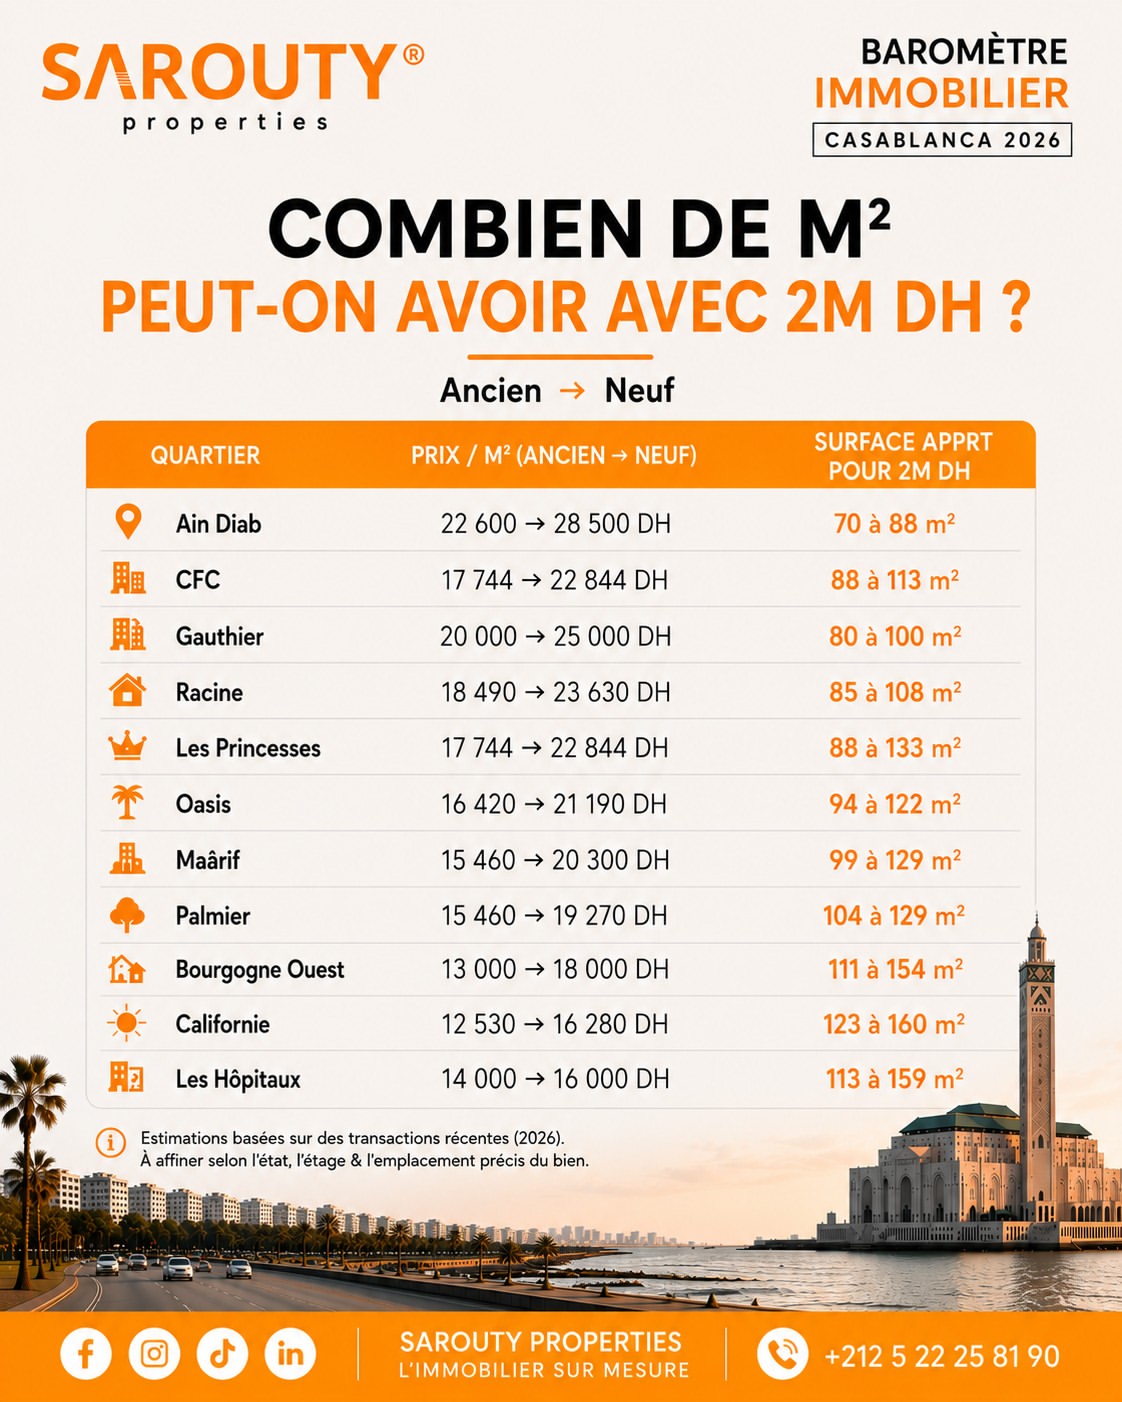 SAROUTY®
properties
BAROMÈTRE
IMMOBILIER
CASABLANCA 2026
COMBIEN DE M²
PEUT-ON AVOIR AVEC 2M DH ?
Ancien → Neuf
QUARTIER PRIX / M² (ANCIEN → NEUF) SURFACE APPRT
POUR 2M DH
Ain Diab 22 600 → 28 500 DH 70 à 88 m²
CFC 17 744 → 22 844 DH 88 à 113 m²
Gauthier 20 000 → 25 000 DH 80 à 100 m²
Racine 18 490 → 23 630 DH 85 à 108 m²
Les Princesses 17 744 → 22 844 DH 88 à 133 m²
Oasis 16 420 → 21 190 DH 94 à 122 m²
Maârif 15 460 → 20 300 DH 99 à 129 m²
Palmier 15 460 → 19 270 DH 104 à 129 m²
Bourgogne Ouest 13 000 → 18 000 DH 111 à 154 m²
Californie 12 530 → 16 280 DH 123 à 160 m²
Les Hôpitaux 14 000 → 16 000 DH 113 à 159 m²
Estimations basées sur des transactions récentes (2026).
À affiner selon l'état, l'étage & l'emplacement précis du bien.
SAROUTY PROPERTIES
L'IMMOBILIER SUR MESURE
+212 5 22 25 81 90